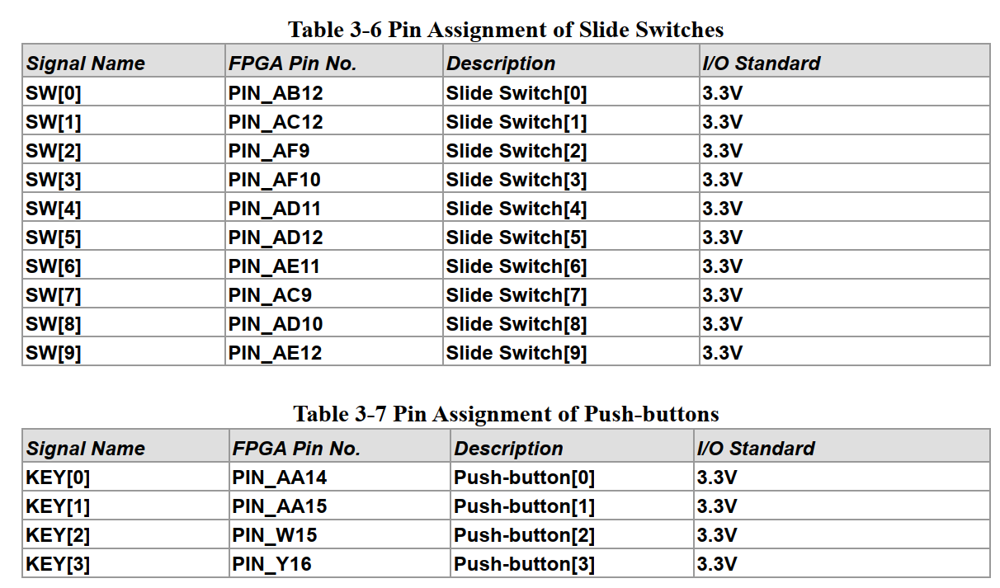 Table 3-6 Pin Assignment of Slide Switches
Signal Name FPGA Pin No. Description I/O Standard
SW[0] PIN_AB12 Slide Switch[0] 3.3V
SW[1] PIN_AC12 Slide Switch[1] 3.3V
SW[2] PIN_AF9 Slide Switch[2] 3.3V
SW[3] PIN_AF10 Slide Switch[3] 3.3V
SW[4] PIN_AD11 Slide Switch[4] 3.3V
SW[5] PIN_AD12 Slide Switch[5] 3.3V
SW[6] PIN_AE11 Slide Switch[6] 3.3V
SW[7] PIN_AC9 Slide Switch[7] 3.3V
SW[8] PIN_AD10 Slide Switch[8] 3.3V
SW[9] PIN_AE12 Slide Switch[9] 3.3V
Table 3-7 Pin Assignment of Push-buttons
Signal Name FPGA Pin No. Description I/O Standard
KEY[0] PIN_AA14 Push-button[0] 3.3V
KEY[1] PIN_AA15 Push-button[1] 3.3V
KEY[2] PIN_W15 Push-button[2] 3.3V
KEY[3] PIN_Y16 Push-button[3] 3.3V